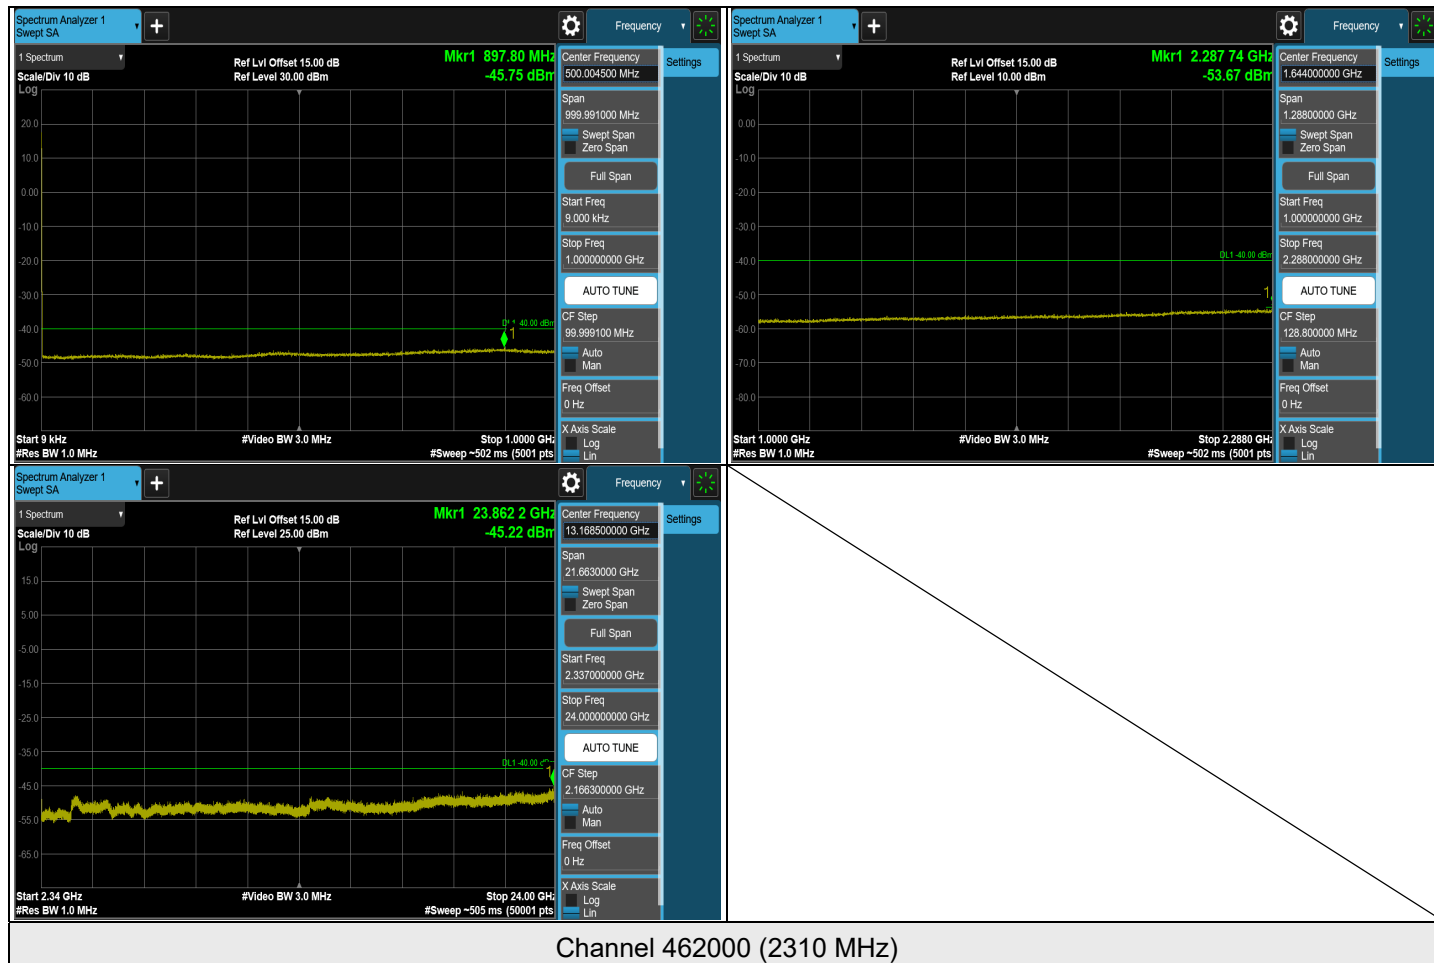 Spectrum Analyzer 1
Swept SA
+
Frequency
1 Spectrum
Scale/Div 10 dB
Log
Ref Lvl Offset 15.00 dB
Ref Level 30.00 dBm
Mkr1 897.80 MHz
-45.75 dBm
20.0
10.0
0.00
-10.0
-20.0
-30.0
-40.0
-50.0
-60.0
1
Start 9 kHz
#Res BW 1.0 MHz
#Video BW 3.0 MHz
Stop 1.0000 GHz
#Sweep ~502 ms (5001 pts
Center Frequency
500.004500 MHz
Settings
Span
999.991000 MHz
Swept Span
Zero Span
Full Span
Start Freq
9.000 kHz
Stop Freq
1.000000000 GHz
AUTO TUNE
CF Step
99.999100 MHz
Auto
Man
Freq Offset
0 Hz
X Axis Scale
Log
Lin
Spectrum Analyzer 1
Swept SA
+
Frequency
1 Spectrum
Scale/Div 10 dB
Log
Ref Lvl Offset 15.00 dB
Ref Level 10.00 dBm
Mkr1 2.287 74 GHz
-53.67 dBm
0.00
-10.0
-20.0
-30.0
-40.0
-50.0
-60.0
-70.0
-80.0
DL1 -40.00 dBm
1
Start 1.0000 GHz
#Res BW 1.0 MHz
#Video BW 3.0 MHz
Stop 2.2880 GHz
#Sweep ~502 ms (5001 pts
Center Frequency
1.644000000 GHz
Settings
Span
1.28800000 GHz
Swept Span
Zero Span
Full Span
Start Freq
1.000000000 GHz
Stop Freq
2.288000000 GHz
AUTO TUNE
CF Step
128.800000 MHz
Auto
Man
Freq Offset
0 Hz
X Axis Scale
Log
Lin
Spectrum Analyzer 1
Swept SA
+
Frequency
1 Spectrum
Scale/Div 10 dB
Log
Ref Lvl Offset 15.00 dB
Ref Level 25.00 dBm
Mkr1 23.862 2 GHz
-45.22 dBm
15.0
5.00
-5.00
-15.0
-25.0
-35.0
-45.0
-55.0
-65.0
DL1 -40.00
1
Start 2.34 GHz
#Res BW 1.0 MHz
#Video BW 3.0 MHz
Stop 24.00 GHz
#Sweep ~505 ms (50001 pts
Center Frequency
13.168500000 GHz
Settings
Span
21.6630000 GHz
Swept Span
Zero Span
Full Span
Start Freq
2.337000000 GHz
Stop Freq
24.000000000 GHz
AUTO TUNE
CF Step
2.166300000 GHz
Auto
Man
Freq Offset
0 Hz
X Axis Scale
Log
Lin
Channel 462000 (2310 MHz)